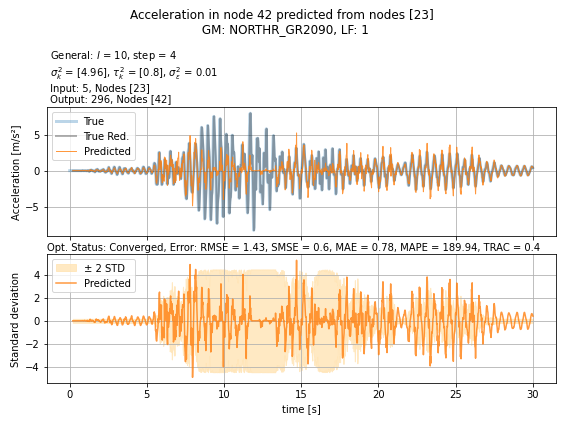 Acceleration in node 42 predicted from nodes [23]
GM: NORTHR_GR2090, LF: 1
General: l = 10, step = 4
σ²ₖ = [4.96], τ²ₖ = [0.8], σ²ε = 0.01
Input: 5, Nodes [23]
Output: 296, Nodes [42]
Acceleration [m/s²]
5
0
−5
True
True Red.
Predicted
Opt. Status: Converged, Error: RMSE = 1.43, SMSE = 0.6, MAE = 0.78, MAPE = 189.94, TRAC = 0.4
Standard deviation
4
2
0
−2
−4
± 2 STD
Predicted
0 5 10 15 20 25 30
time [s]